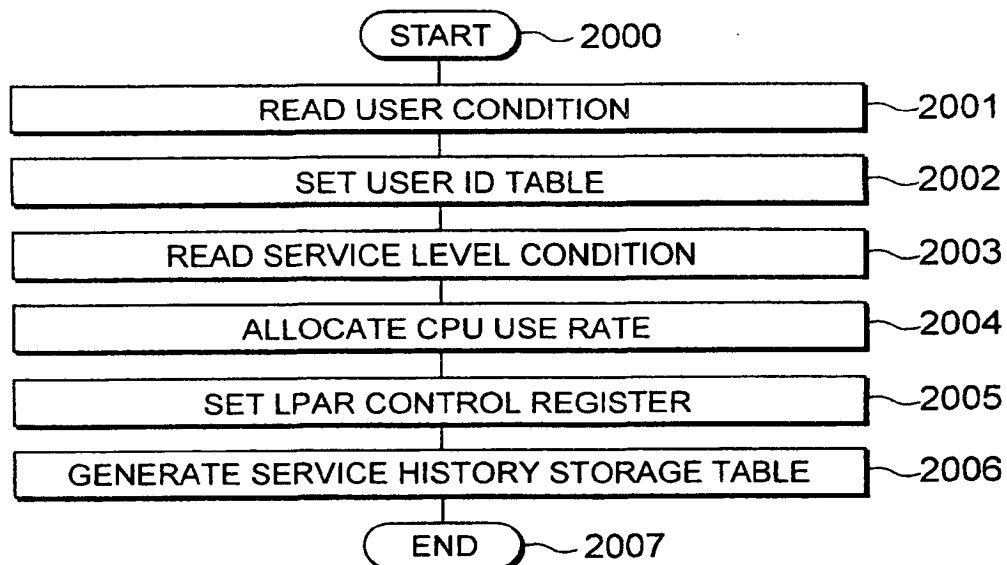 START 2000
READ USER CONDITION 2001
SET USER ID TABLE 2002
READ SERVICE LEVEL CONDITION 2003
ALLOCATE CPU USE RATE 2004
SET LPAR CONTROL REGISTER 2005
GENERATE SERVICE HISTORY STORAGE TABLE 2006
END 2007